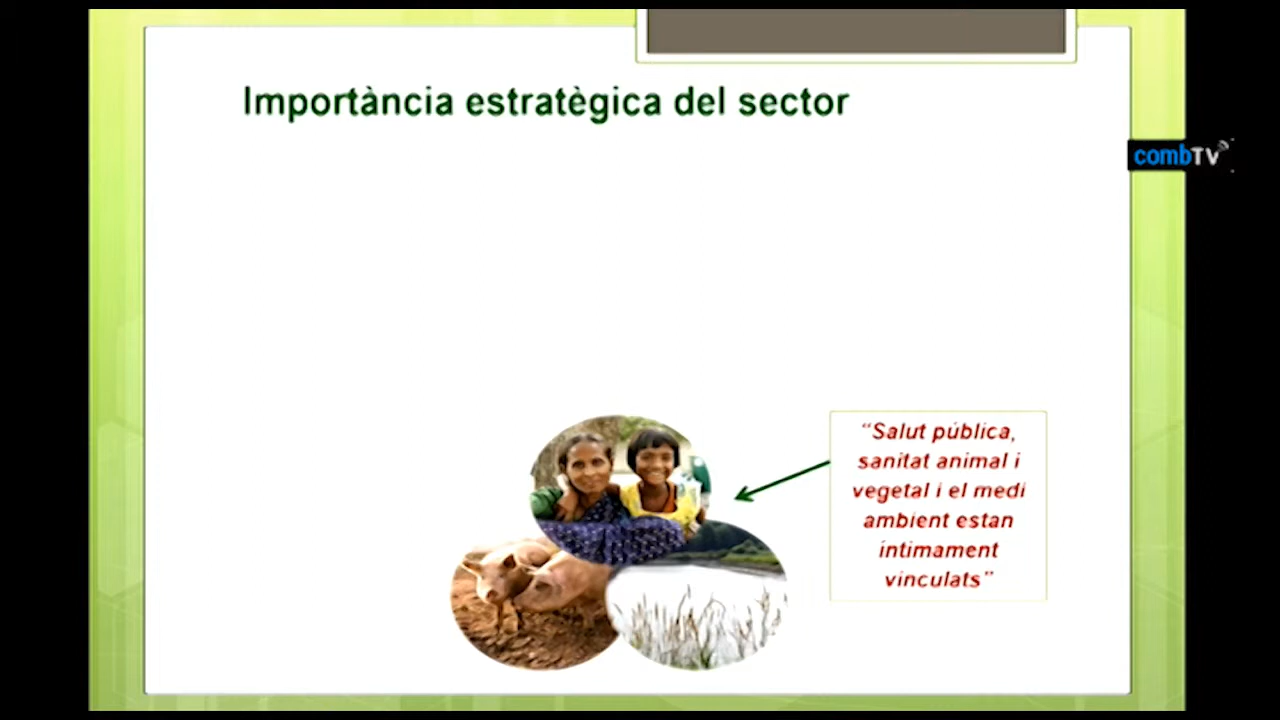 Importància estratègica del sector
combTV
“Salut pública,
sanitat animal i
vegetal i el medi
ambient estan
íntimament
vinculats”